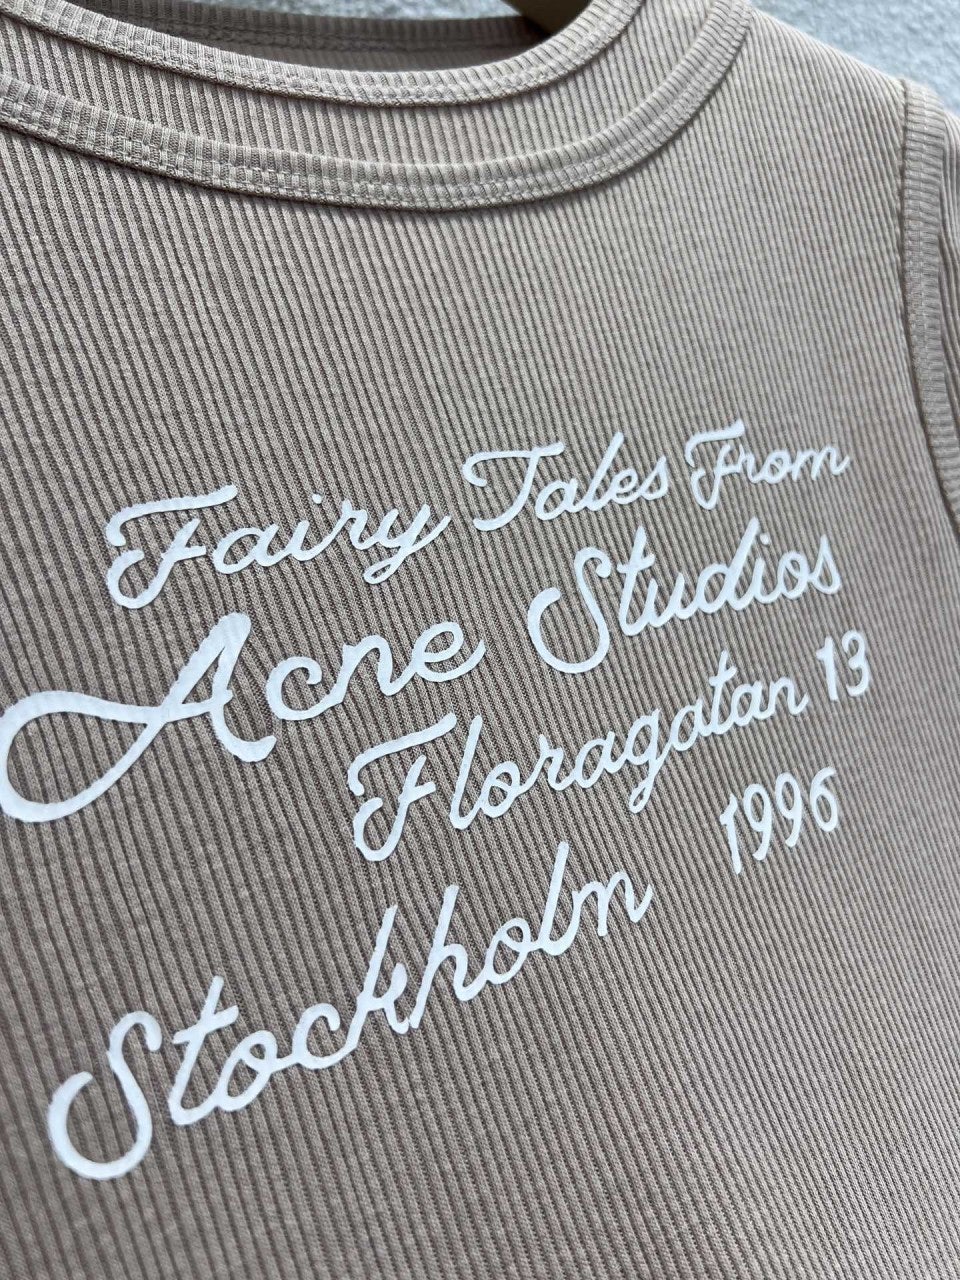 Fairy Tales From
Acne Studios
Floragatan 13
Stockholm 1996